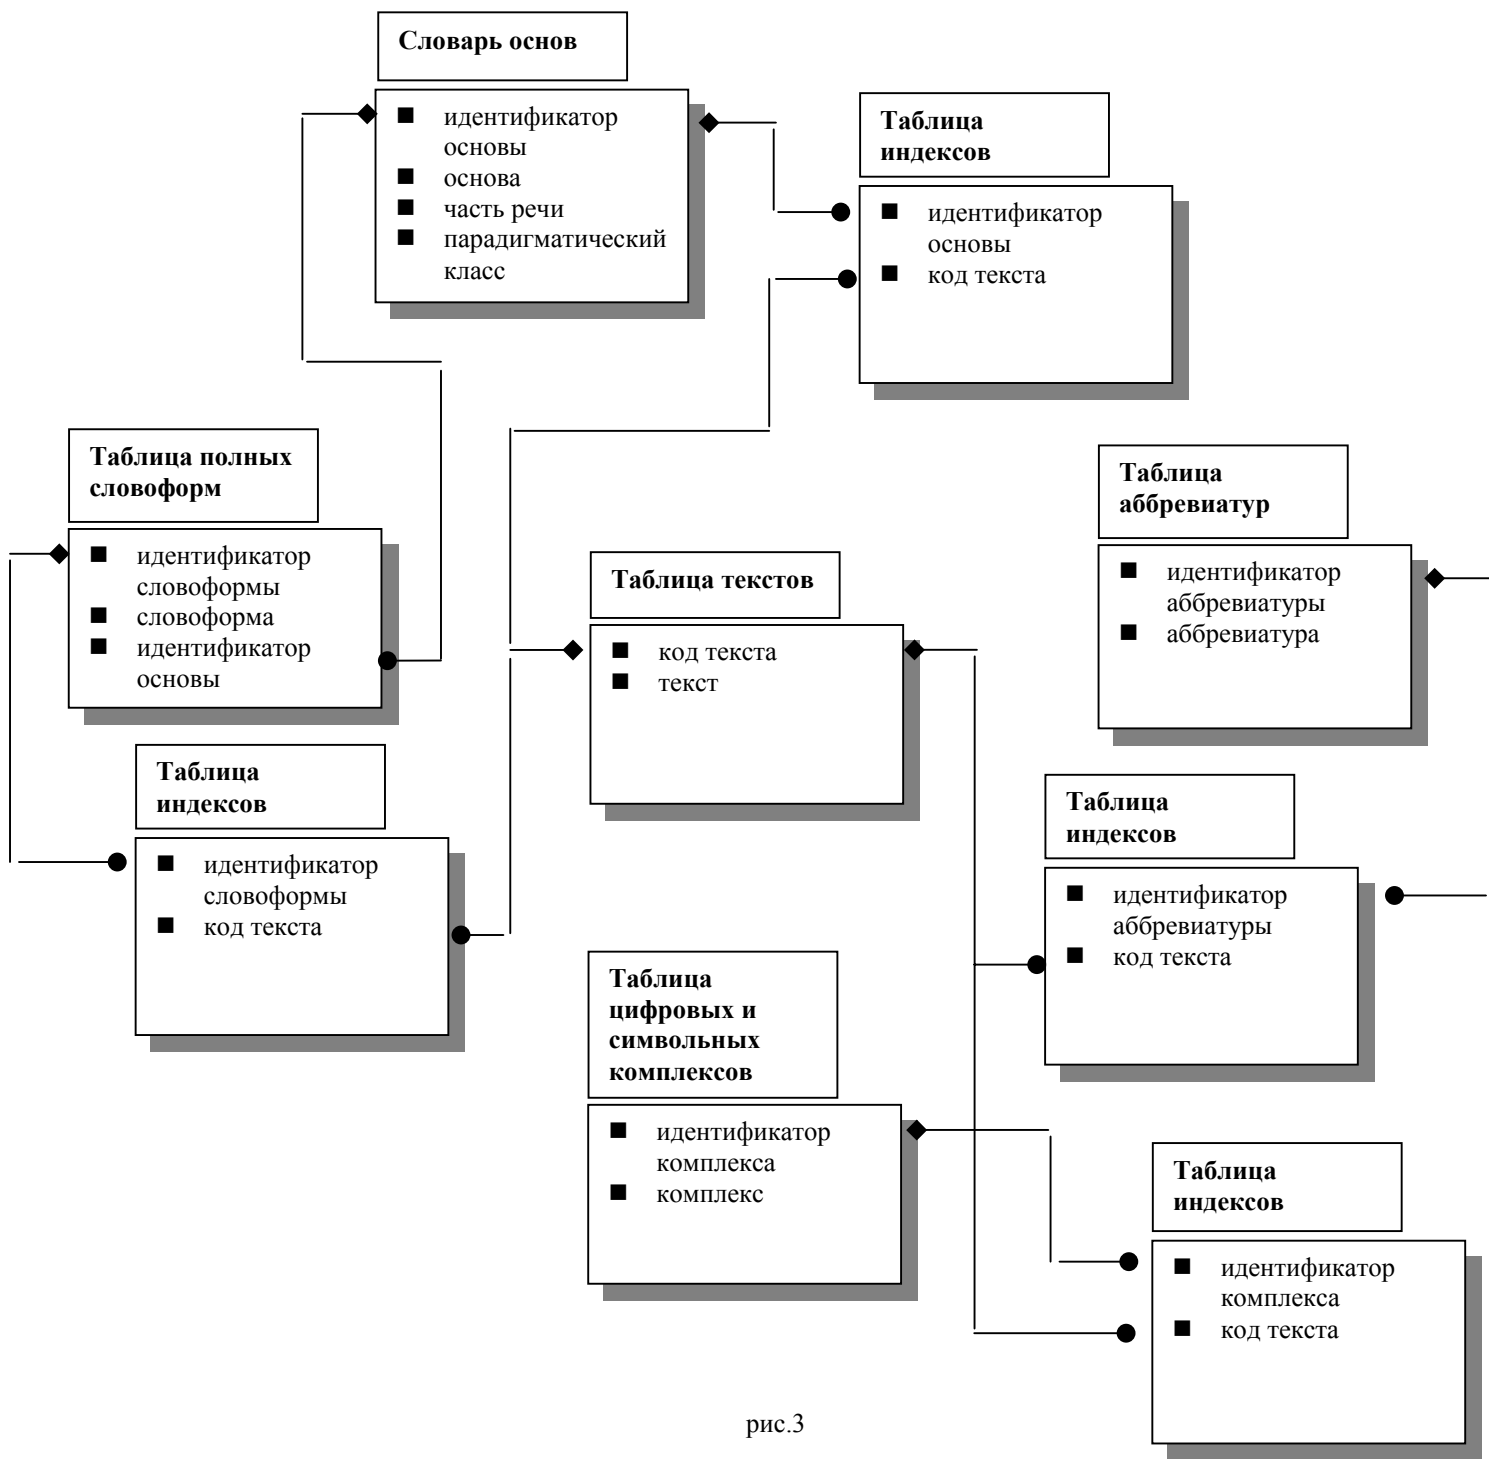 Словарь основ
идентификатор
основы
основа
часть речи
парадигматический
класс
Таблица
индексов
идентификатор
основы
код текста
Таблица полных
словоформ
идентификатор
словоформы
словоформа
идентификатор
основы
Таблица текстов
код текста
текст
Таблица
аббревиатур
идентификатор
аббревиатуры
аббревиатура
Таблица
индексов
идентификатор
словоформы
код текста
Таблица
индексов
идентификатор
аббревиатуры
код текста
Таблица
цифровых и
символьных
комплексов
идентификатор
комплекса
комплекс
Таблица
индексов
идентификатор
комплекса
код текста
рис.3